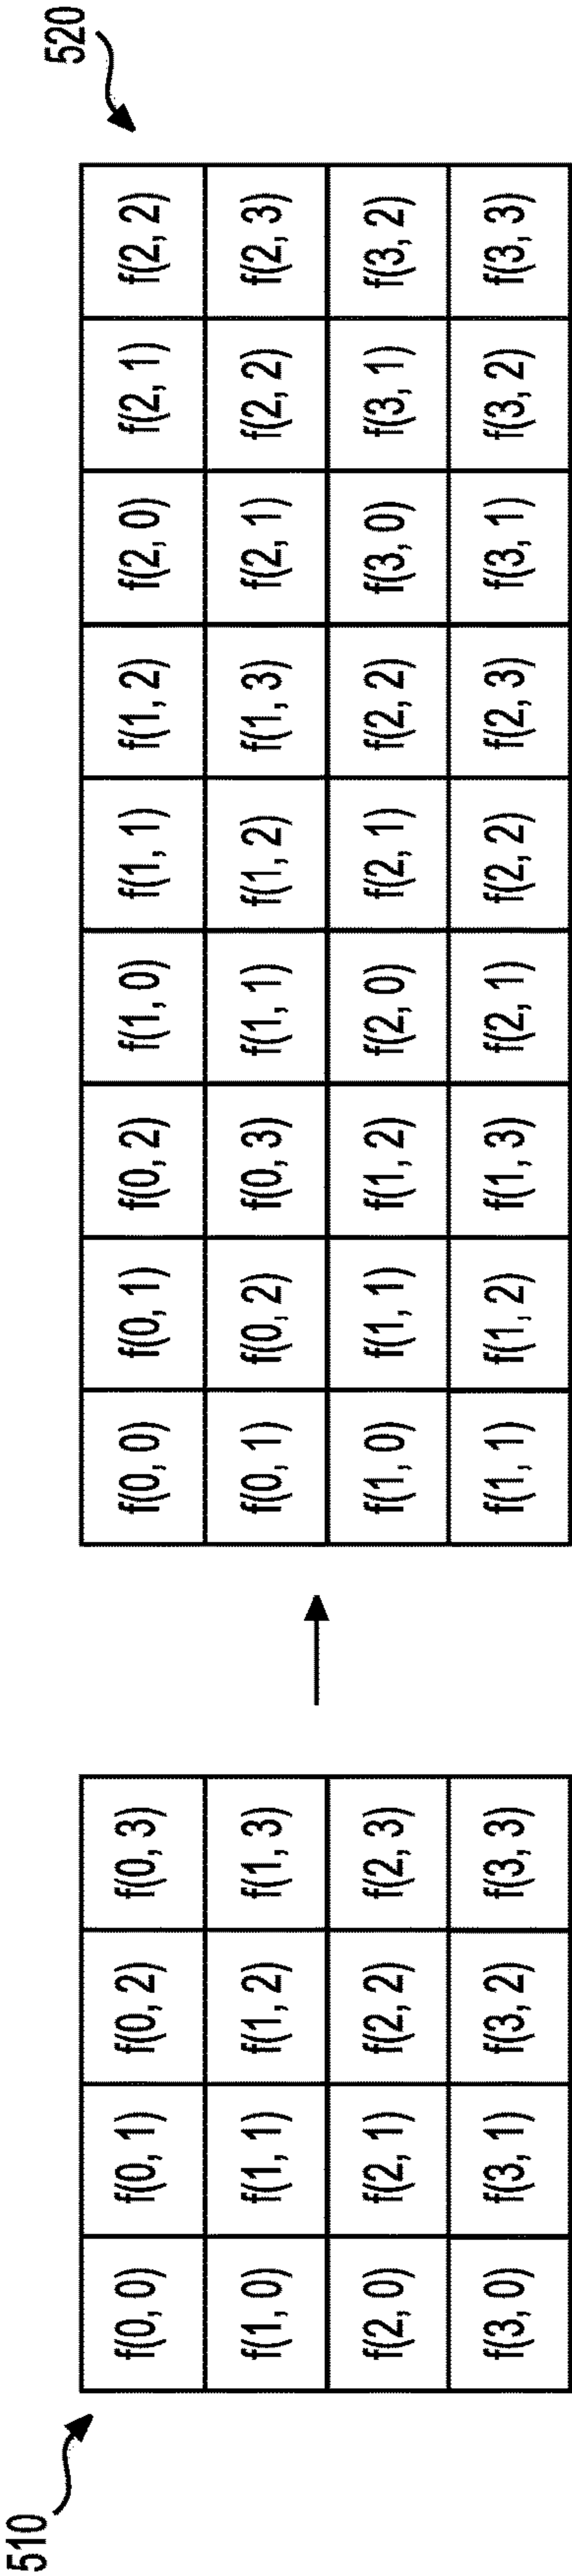 510
f(0, 0) f(0, 1) f(0, 2) f(0, 3)
f(1, 0) f(1, 1) f(1, 2) f(1, 3)
f(2, 0) f(2, 1) f(2, 2) f(2, 3)
f(3, 0) f(3, 1) f(3, 2) f(3, 3)
520
f(0, 0) f(0, 1) f(0, 2) f(1, 0) f(1, 1) f(1, 2) f(2, 0) f(2, 1) f(2, 2)
f(0, 1) f(0, 2) f(0, 3) f(1, 1) f(1, 2) f(1, 3) f(2, 1) f(2, 2) f(2, 3)
f(1, 0) f(1, 1) f(1, 2) f(2, 0) f(2, 1) f(2, 2) f(3, 0) f(3, 1) f(3, 2)
f(1, 1) f(1, 2) f(1, 3) f(2, 1) f(2, 2) f(2, 3) f(3, 1) f(3, 2) f(3, 3)